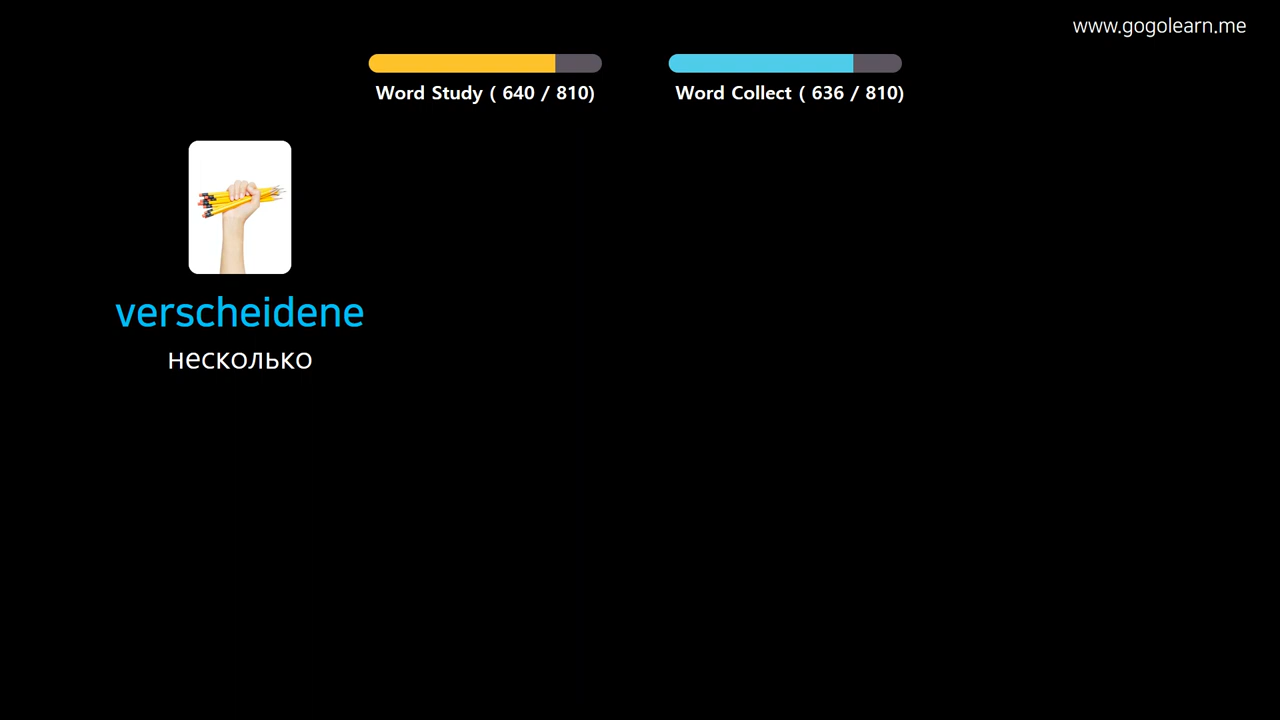 www.gogolearn.me
Word Study ( 640 / 810)
Word Collect ( 636 / 810)
verscheidene
несколько